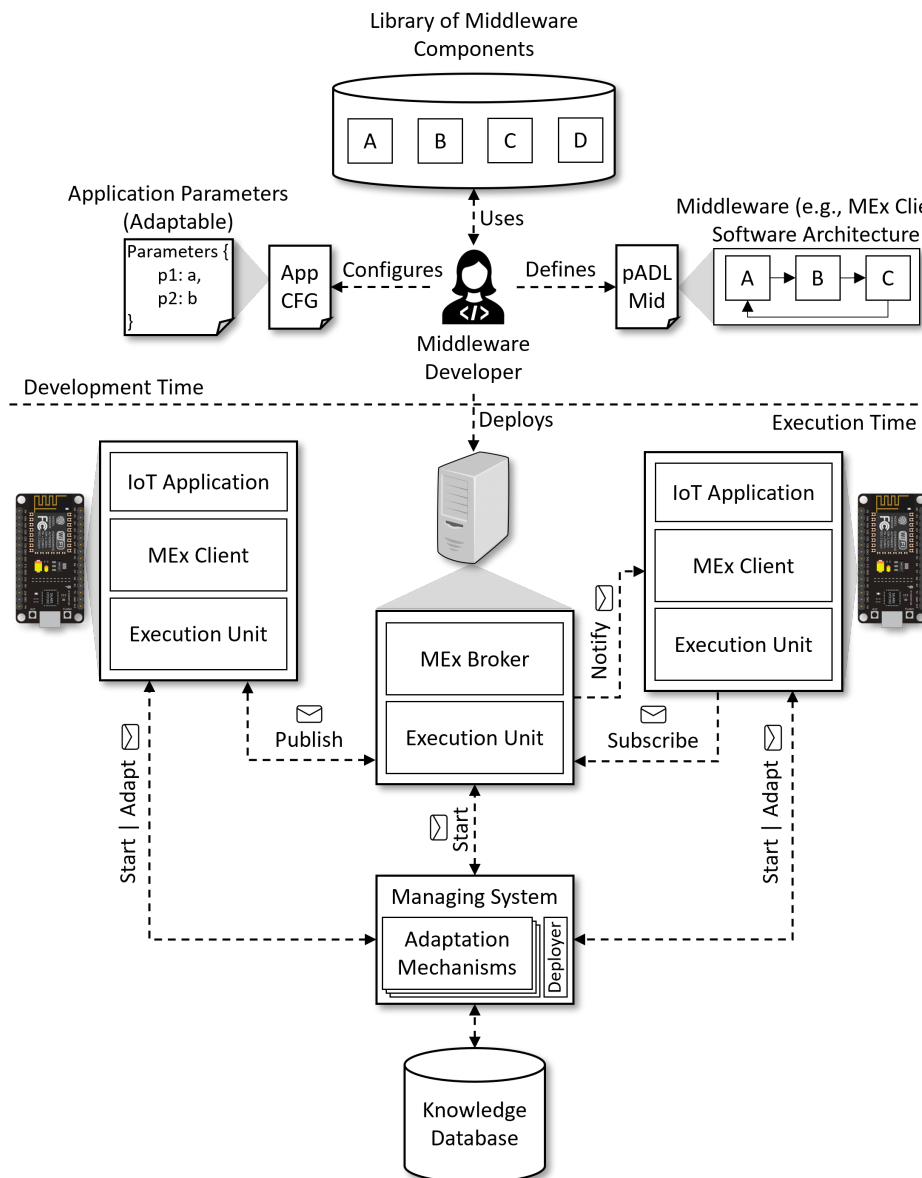 Library of Middleware
Components
A
B
C
D
Uses
Application Parameters
(Adaptable)
Parameters {
p1: a,
p2: b
}
App
CFG
Configures
Defines
pADL
Mid
Middleware (e.g., MEx Clie
Software Architecture
A
B
C
</>
Middleware
Developer
Development Time
Deploys
Execution Time
IoT Application
MEx Client
Execution Unit
MEx Broker
Execution Unit
IoT Application
MEx Client
Execution Unit
Notify
Publish
Subscribe
Start | Adapt
Start
Start | Adapt
Managing System
Adaptation
Mechanisms
Deployer
Knowledge
Database